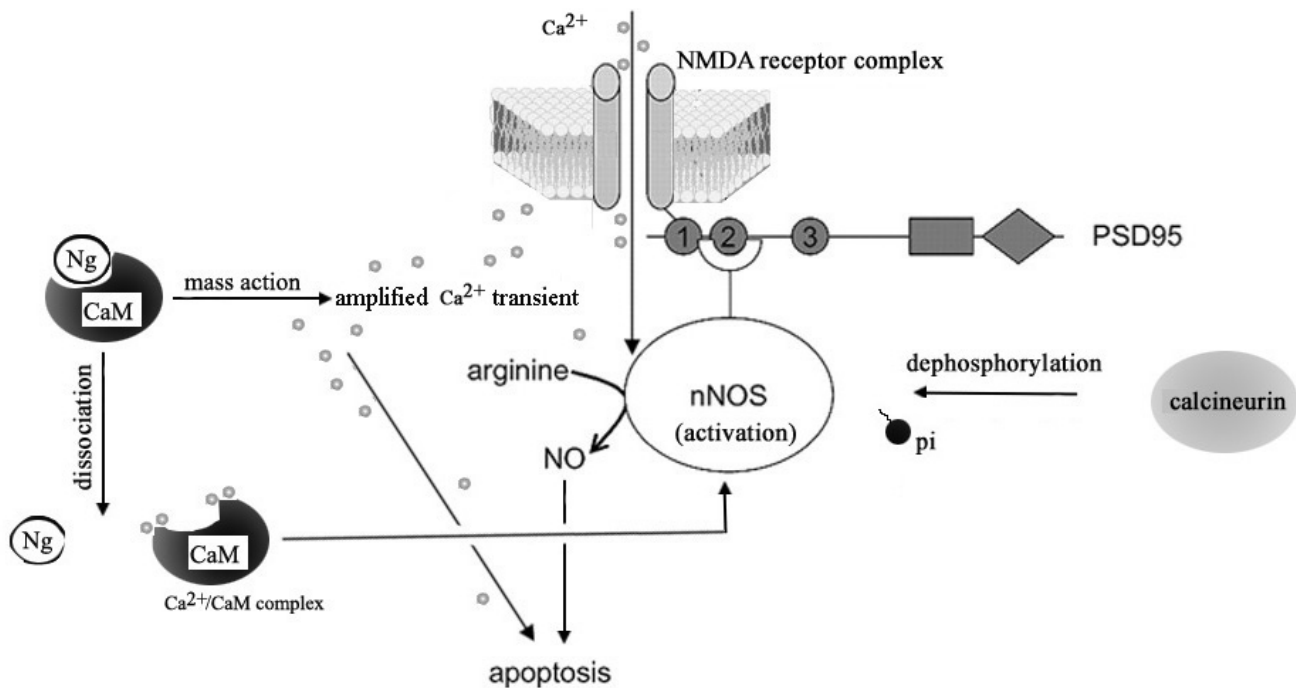 Ca2+
NMDA receptor complex
1 2 3 PSD95
Ng
CaM
mass action
amplified Ca2+ transient
dissociation
arginine
nNOS
(activation)
dephosphorylation
calcineurin
pi
NO
Ng
CaM
Ca2+/CaM complex
apoptosis